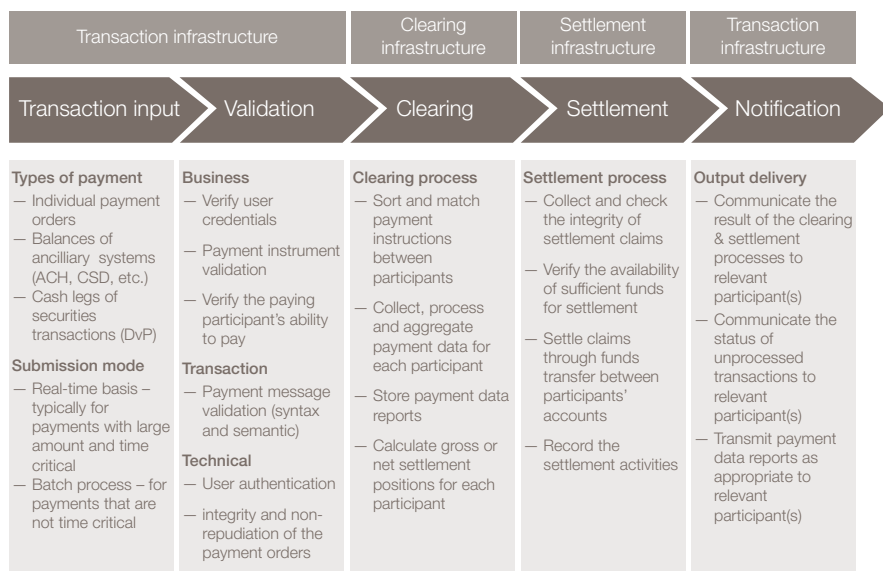 Transaction infrastructure
Clearing
infrastructure
Settlement
infrastructure
Transaction
infrastructure
Transaction input
Validation
Clearing
Settlement
Notification
Types of payment
— Individual payment
orders
— Balances of
ancilliary systems
(ACH, CSD, etc.)
— Cash legs of
securities
transactions (DvP)
Submission mode
— Real-time basis –
typically for
payments with large
amount and time
critical
— Batch process – for
payments that are
not time critical
Business
— Verify user
credentials
— Payment instrument
validation
— Verify the paying
participant's ability
to pay
Transaction
— Payment message
validation (syntax
and semantic)
Technical
— User authentication
— integrity and non-
repudiation of the
payment orders
Clearing process
— Sort and match
payment
instructions
between
participants
— Collect, process
and aggregate
payment data for
each participant
— Store payment data
reports
— Calculate gross or
net settlement
positions for each
participant
Settlement process
— Collect and check
the integrity of
settlement claims
— Verify the availability
of sufficient funds
for settlement
— Settle claims
through funds
transfer between
participants'
accounts
— Record the
settlement activities
Output delivery
— Communicate the
result of the clearing
& settlement
processes to
relevant
participant(s)
— Communicate the
status of
unprocessed
transactions to
relevant
participant(s)
— Transmit payment
data reports as
appropriate to
relevant
participant(s)